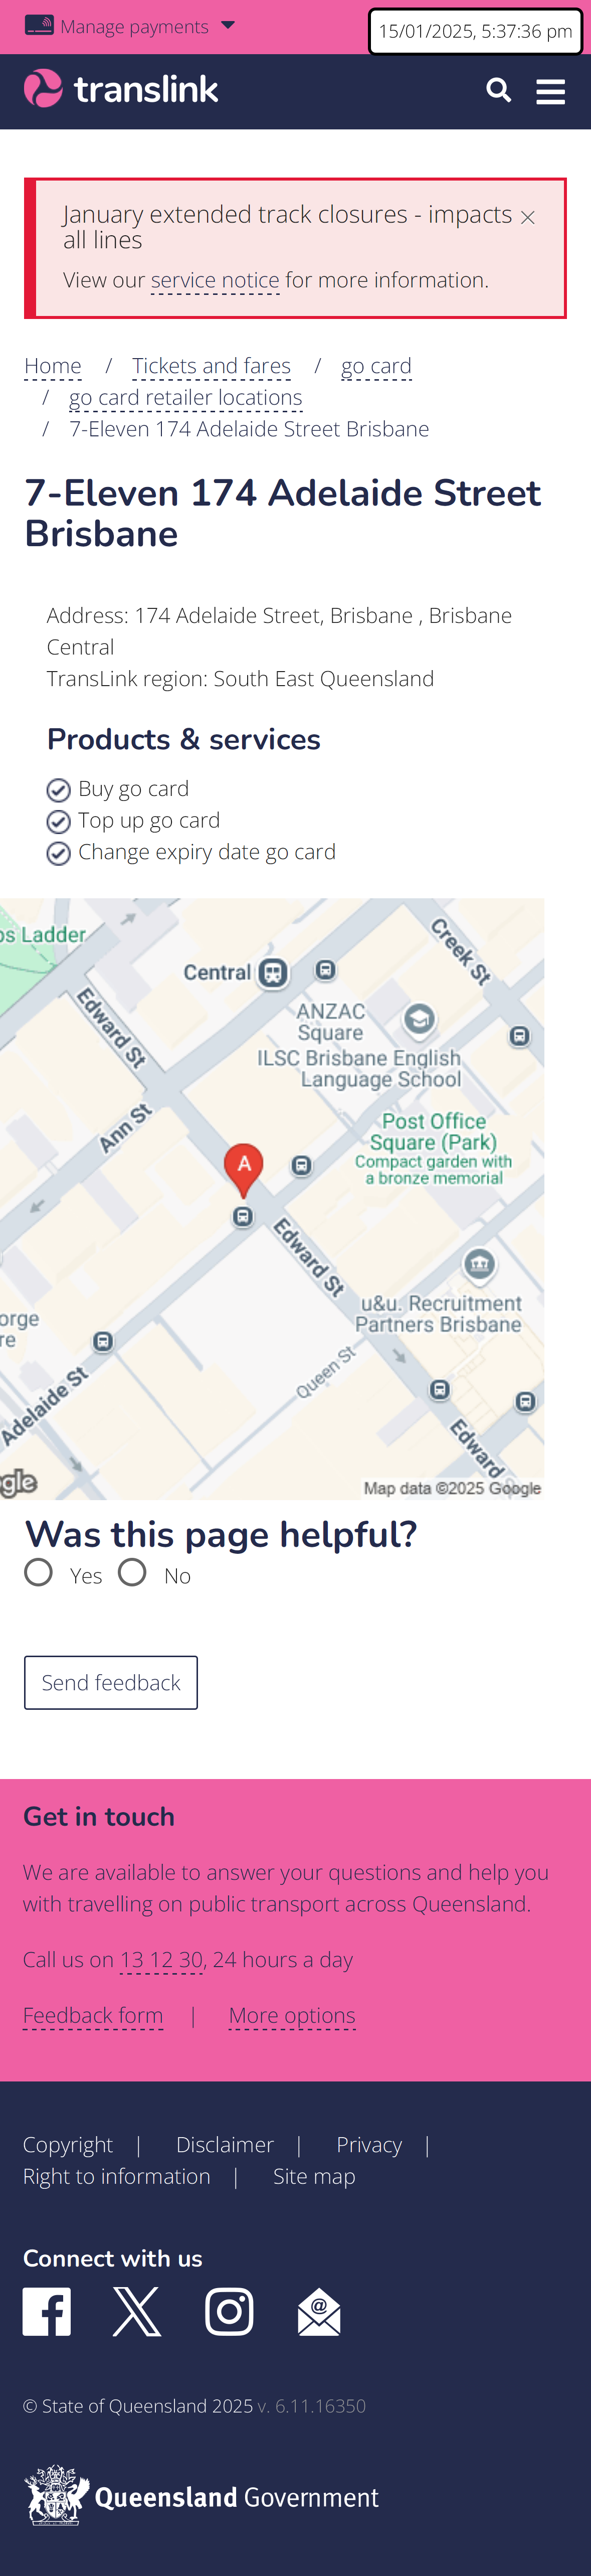 Manage payments
15/01/2025, 5:37:36 pm
translink
January extended track closures - impacts
all lines
View our service notice for more information.
Home / Tickets and fares / go card
/ go card retailer locations
/ 7-Eleven 174 Adelaide Street Brisbane
7-Eleven 174 Adelaide Street
Brisbane
Address: 174 Adelaide Street, Brisbane , Brisbane
Central
TransLink region: South East Queensland
Products & services
Buy go card
Top up go card
Change expiry date go card
Creek St
os Ladder
Central
Edward St
ANZAC
Square
ILSC Brisbane English
Language School
Ann St
Post Office
Square (Park)
Compact garden with
a bronze memorial
A
Edward St
u&u. Recruitment
Partners Brisbane
orge
re
Queen St
Adelaide St
Edward
gle
Map data ©2025 Google
Was this page helpful?
Yes No
Send feedback
Get in touch
We are available to answer your questions and help you
with travelling on public transport across Queensland.
Call us on 13 12 30, 24 hours a day
Feedback form | More options
Copyright | Disclaimer | Privacy |
Right to information | Site map
Connect with us
© State of Queensland 2025 v. 6.11.16350
Queensland Government